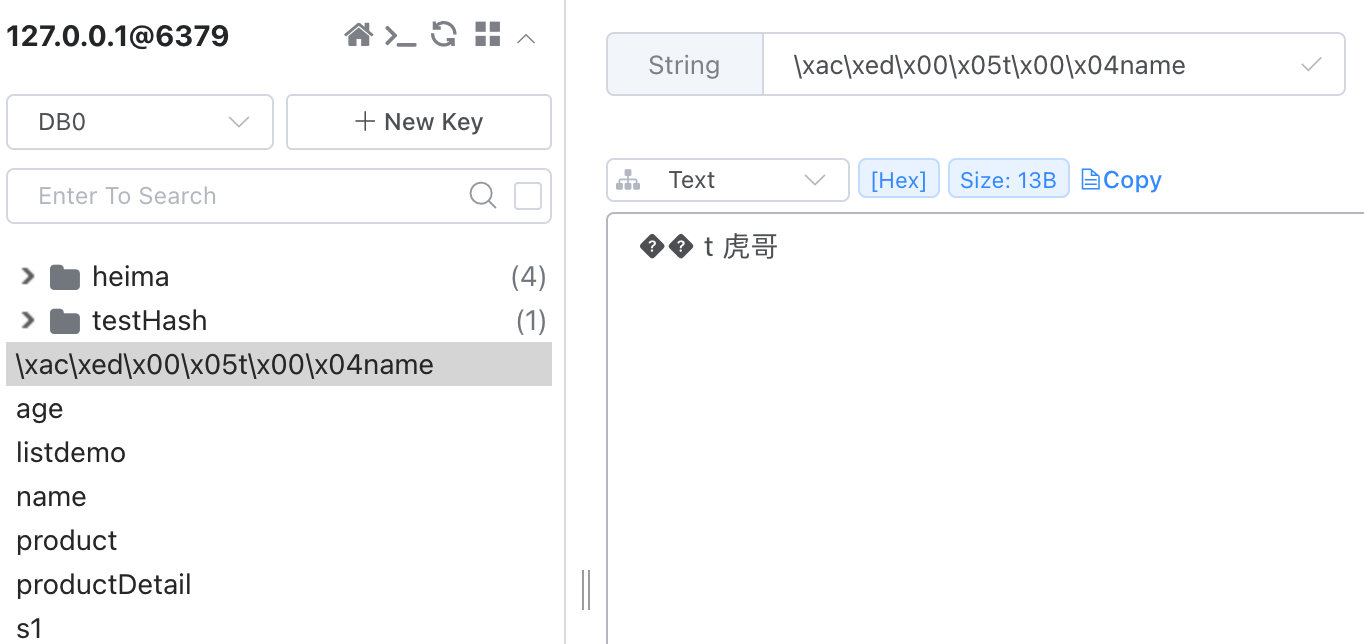 127.0.0.1@6379
DB0
+ New Key
Enter To Search
heima (4)
testHash (1)
\xac\xed\x00\x05t\x00\x04name
age
listdemo
name
product
productDetail
s1
String \xac\xed\x00\x05t\x00\x04name
Text [Hex] Size: 13B Copy
�� t 虎哥